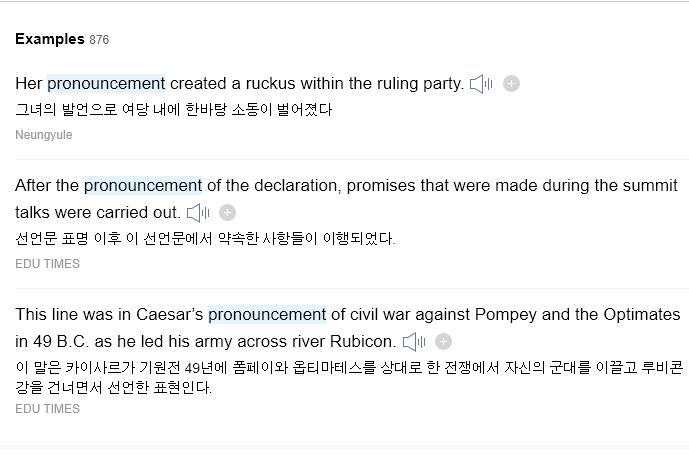 Examples 876
Her pronouncement created a ruckus within the ruling party.
그녀의 발언으로 여당 내에 한바탕 소동이 벌어졌다
Neungyule
After the pronouncement of the declaration, promises that were made during the summit
talks were carried out.
선언문 표명 이후 이 선언문에서 약속한 사항들이 이행되었다.
EDU TIMES
This line was in Caesar’s pronouncement of civil war against Pompey and the Optimates
in 49 B.C. as he led his army across river Rubicon.
이 말은 카이사르가 기원전 49년에 폼페이와 옵티마테스를 상대로 한 전쟁에서 자신의 군대를 이끌고 루비콘
강을 건너면서 선언한 표현인다.
EDU TIMES